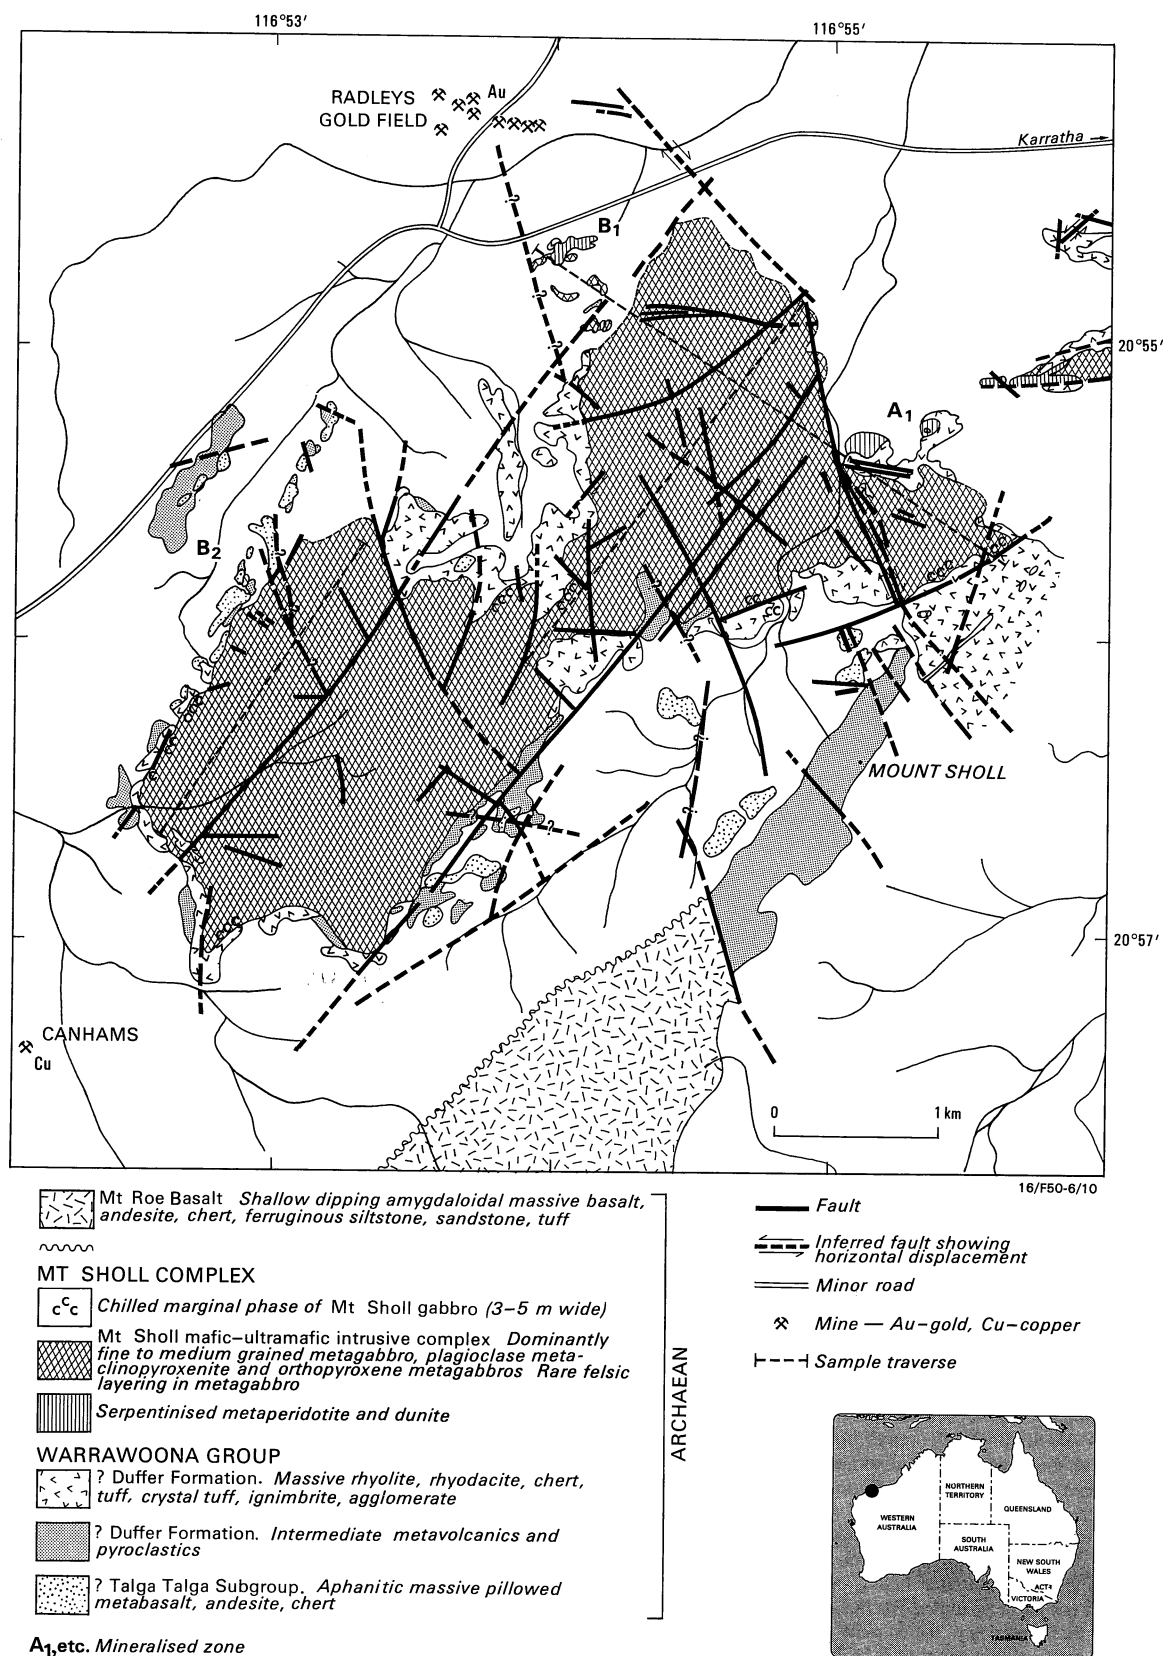 116°53′
116°55′
RADLEYS
GOLD FIELD
Au
Karratha
B1
20°55′
A1
B2
MOUNT SHOLL
20°57′
CANHAMS
Cu
0 1 km
16/F50-6/10
Mt Roe Basalt Shallow dipping amygdaloidal massive basalt,
andesite, chert, ferruginous siltstone, sandstone, tuff
MT SHOLL COMPLEX
c c c c Chilled marginal phase of Mt Sholl gabbro (3–5 m wide)
Mt Sholl mafic–ultramafic intrusive complex Dominantly
fine to medium grained metagabbro, plagioclase meta-
clinopyroxenite and orthopyroxene metagabbros Rare felsic
layering in metagabbro
Serpentinised metaperidotite and dunite
WARRAWOONA GROUP
? Duffer Formation. Massive rhyolite, rhyodacite, chert,
tuff, crystal tuff, ignimbrite, agglomerate
? Duffer Formation. Intermediate metavolcanics and
pyroclastics
? Talga Talga Subgroup. Aphanitic massive pillowed
metabasalt, andesite, chert
A1,etc. Mineralised zone
ARCHAEAN
Fault
Inferred fault showing
horizontal displacement
Minor road
Mine — Au–gold, Cu–copper
Sample traverse
NORTHERN
TERRITORY
QUEENSLAND
WESTERN
AUSTRALIA
SOUTH
AUSTRALIA
NEW SOUTH
WALES
ACT
VICTORIA
TASMANIA